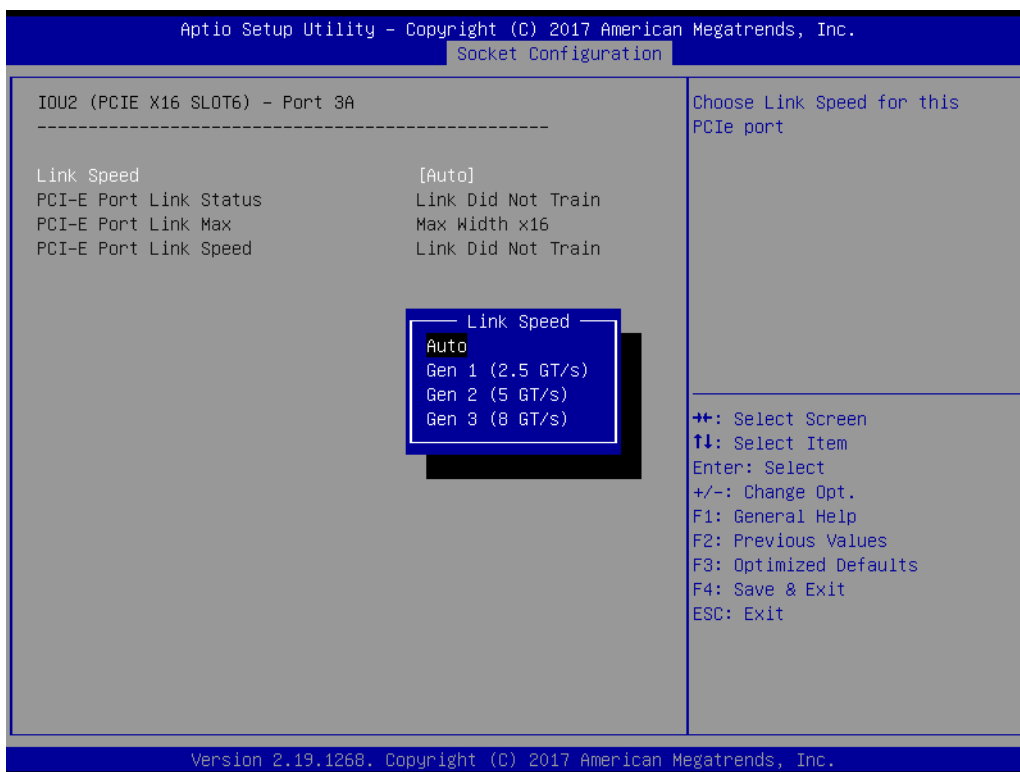 Aptio Setup Utility – Copyright (C) 2017 American Megatrends, Inc.
Socket Configuration
IOU2 (PCIE X16 SLOT6) – Port 3A
--------------------------------------------------
Link Speed [Auto]
PCI-E Port Link Status Link Did Not Train
PCI-E Port Link Max Max Width x16
PCI-E Port Link Speed Link Did Not Train
Link Speed
Auto
Gen 1 (2.5 GT/s)
Gen 2 (5 GT/s)
Gen 3 (8 GT/s)
Choose Link Speed for this
PCIe port
→←: Select Screen
↑↓: Select Item
Enter: Select
+/-: Change Opt.
F1: General Help
F2: Previous Values
F3: Optimized Defaults
F4: Save & Exit
ESC: Exit
Version 2.19.1268. Copyright (C) 2017 American Megatrends, Inc.